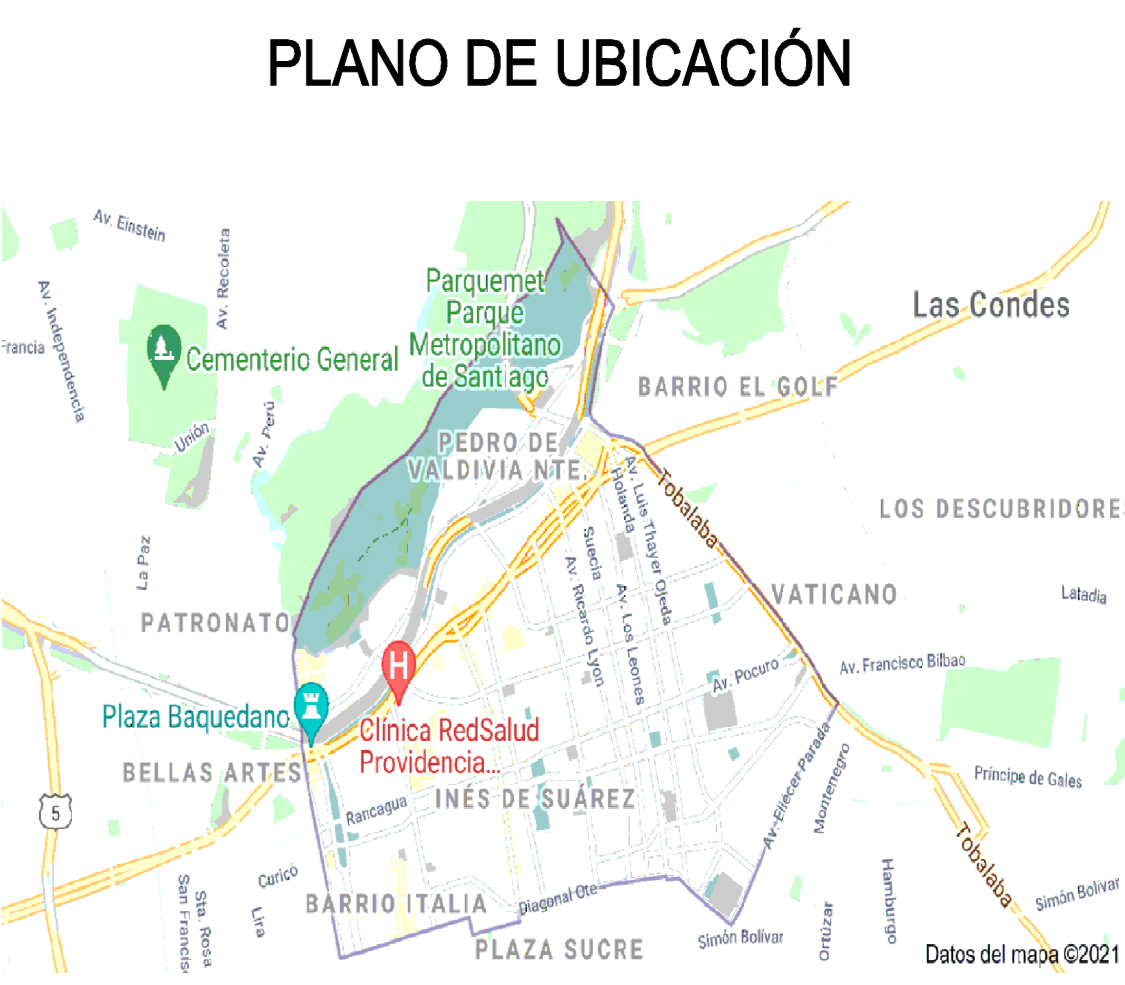 PLANO DE UBICACIÓN
Av. Einstein
Av. Recoleta
Av. Independencia
Francia
Cementerio General
Parquemet
Parque
Metropolitano
de Santiago
Las Condes
BARRIO EL GOLF
Unión
Av. Perú
PEDRO DE
VALDIVIA NTE.
Holanda
Av. Luis Thayer Ojeda
Tobalaba
LOS DESCUBRIDORE
La Paz
Suecia
Av. Ricardo Lyon
Av. Los Leones
VATICANO
Latadia
PATRONATO
H
Av. Pocuro
Av. Francisco Bilbao
Plaza Baquedano
Clínica RedSalud
Providencia...
BELLAS ARTES
5
Rancagua
INÉS DE SUÁREZ
Av. Eliécer Parada
Montenegro
Príncipe de Gales
Tobalaba
Curicó
San Francisc
Sta. Rosa
Lira
BARRIO ITALIA
Diagonal Ote
PLAZA SUCRE
Simón Bolívar
Ortúzar
Hamburgo
Simón Bolívar
Datos del mapa ©2021